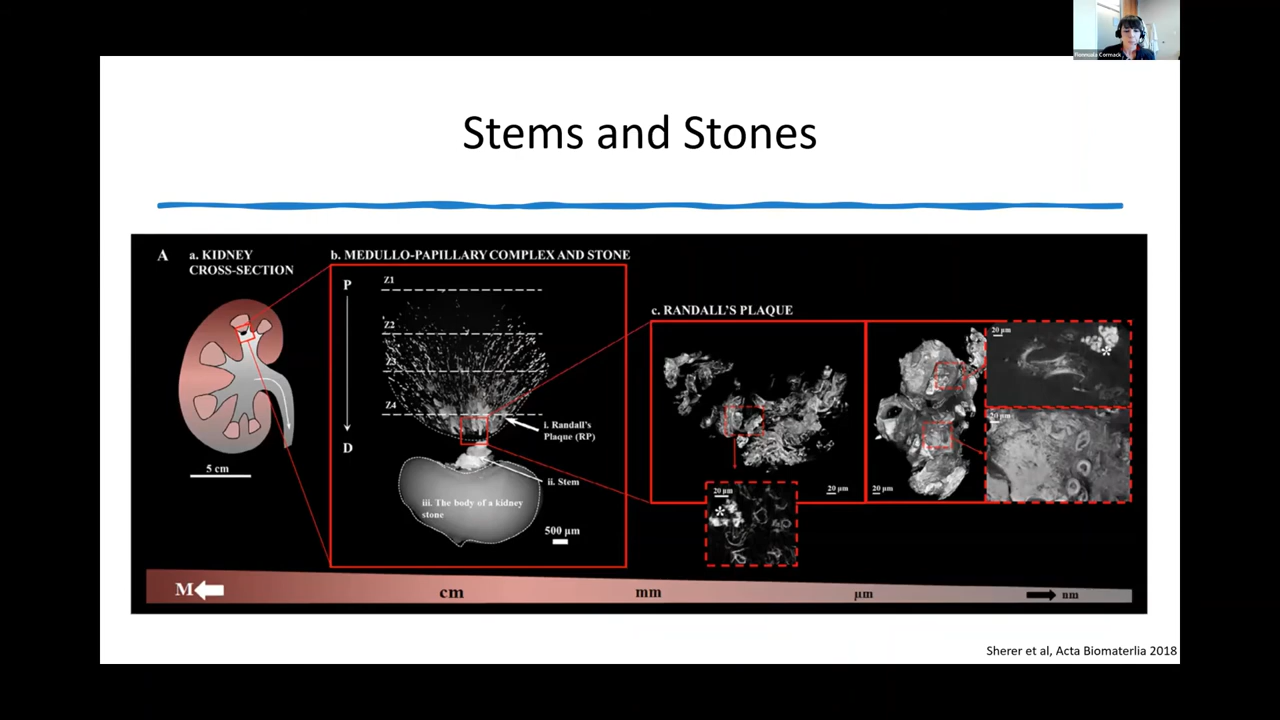 Fionnuala Cormack
Stems and Stones
A
a. KIDNEY
CROSS-SECTION
b. MEDULLO-PAPILLARY COMPLEX AND STONE
P
D
Z1
Z2
Z4
i. Randall's
Plaque (RP)
ii. Stem
iii. The body of a kidney
stone
500 µm
5 cm
c. RANDALL'S PLAQUE
20 µm
*
20 µm
20 µm
20 µm
*
20 µm
M
cm
mm
µm
nm
Sherer et al, Acta Biomaterlia 2018